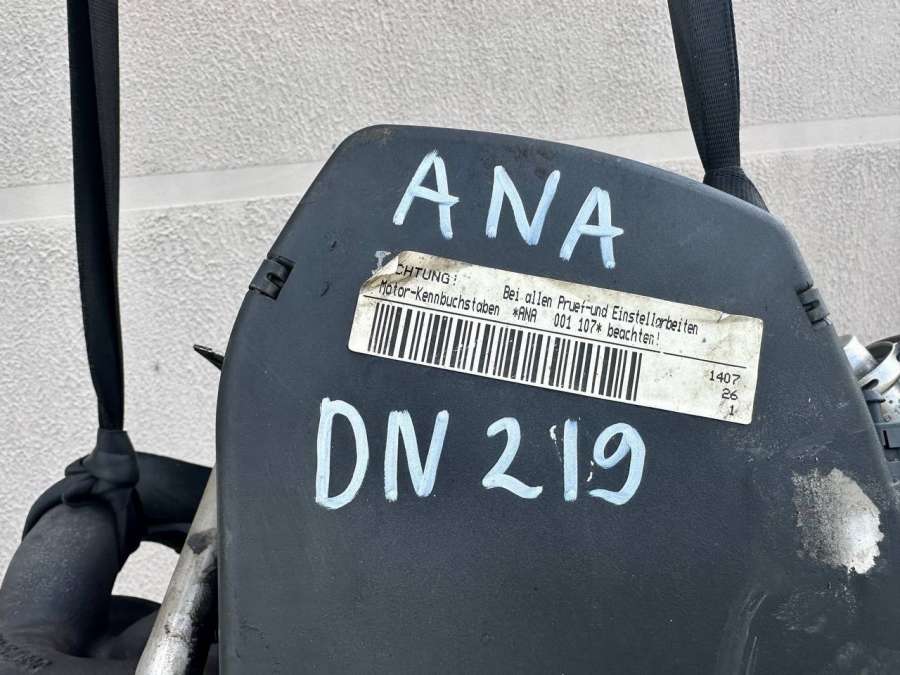 ANA
CHTUNG! Bei allen Pruef-und Einstellarbeiten
Motor-Kennbuchstaben *ANA 001 107* beachten!
1407
26
1
DN 219